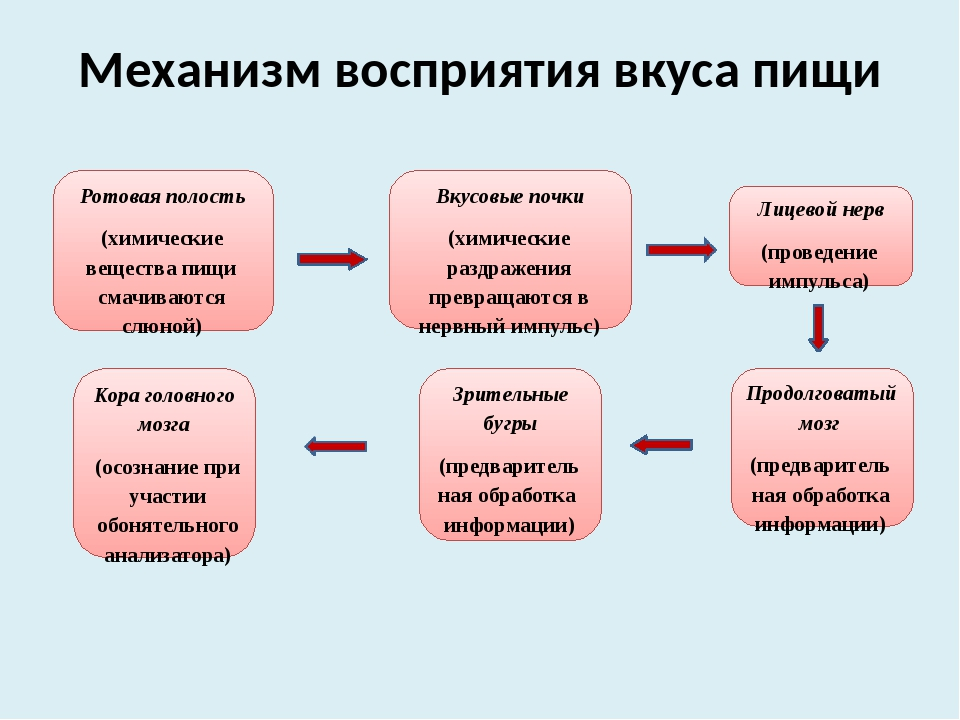 Механизм восприятия вкуса пищи
Ротовая полость
(химические
вещества пищи
смачиваются
слюной)
Вкусовые почки
(химические
раздражения
превращаются в
нервный импульс)
Лицевой нерв
(проведение
импульса)
Продолговатый
мозг
(предваритель
ная обработка
информации)
Зрительные
бугры
(предваритель
ная обработка
информации)
Кора головного
мозга
(осознание при
участии
обонятельного
анализатора)